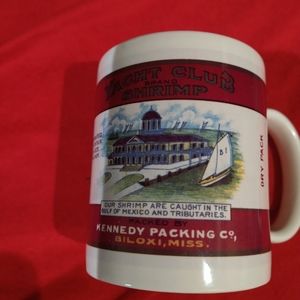 YACHT CLUB
BRAND
SHRIMP
OUR SHRIMP ARE CAUGHT IN THE
GULF OF MEXICO AND TRIBUTARIES.
PACKED BY
KENNEDY PACKING CO,
BILOXI, MISS.
DRY PACK